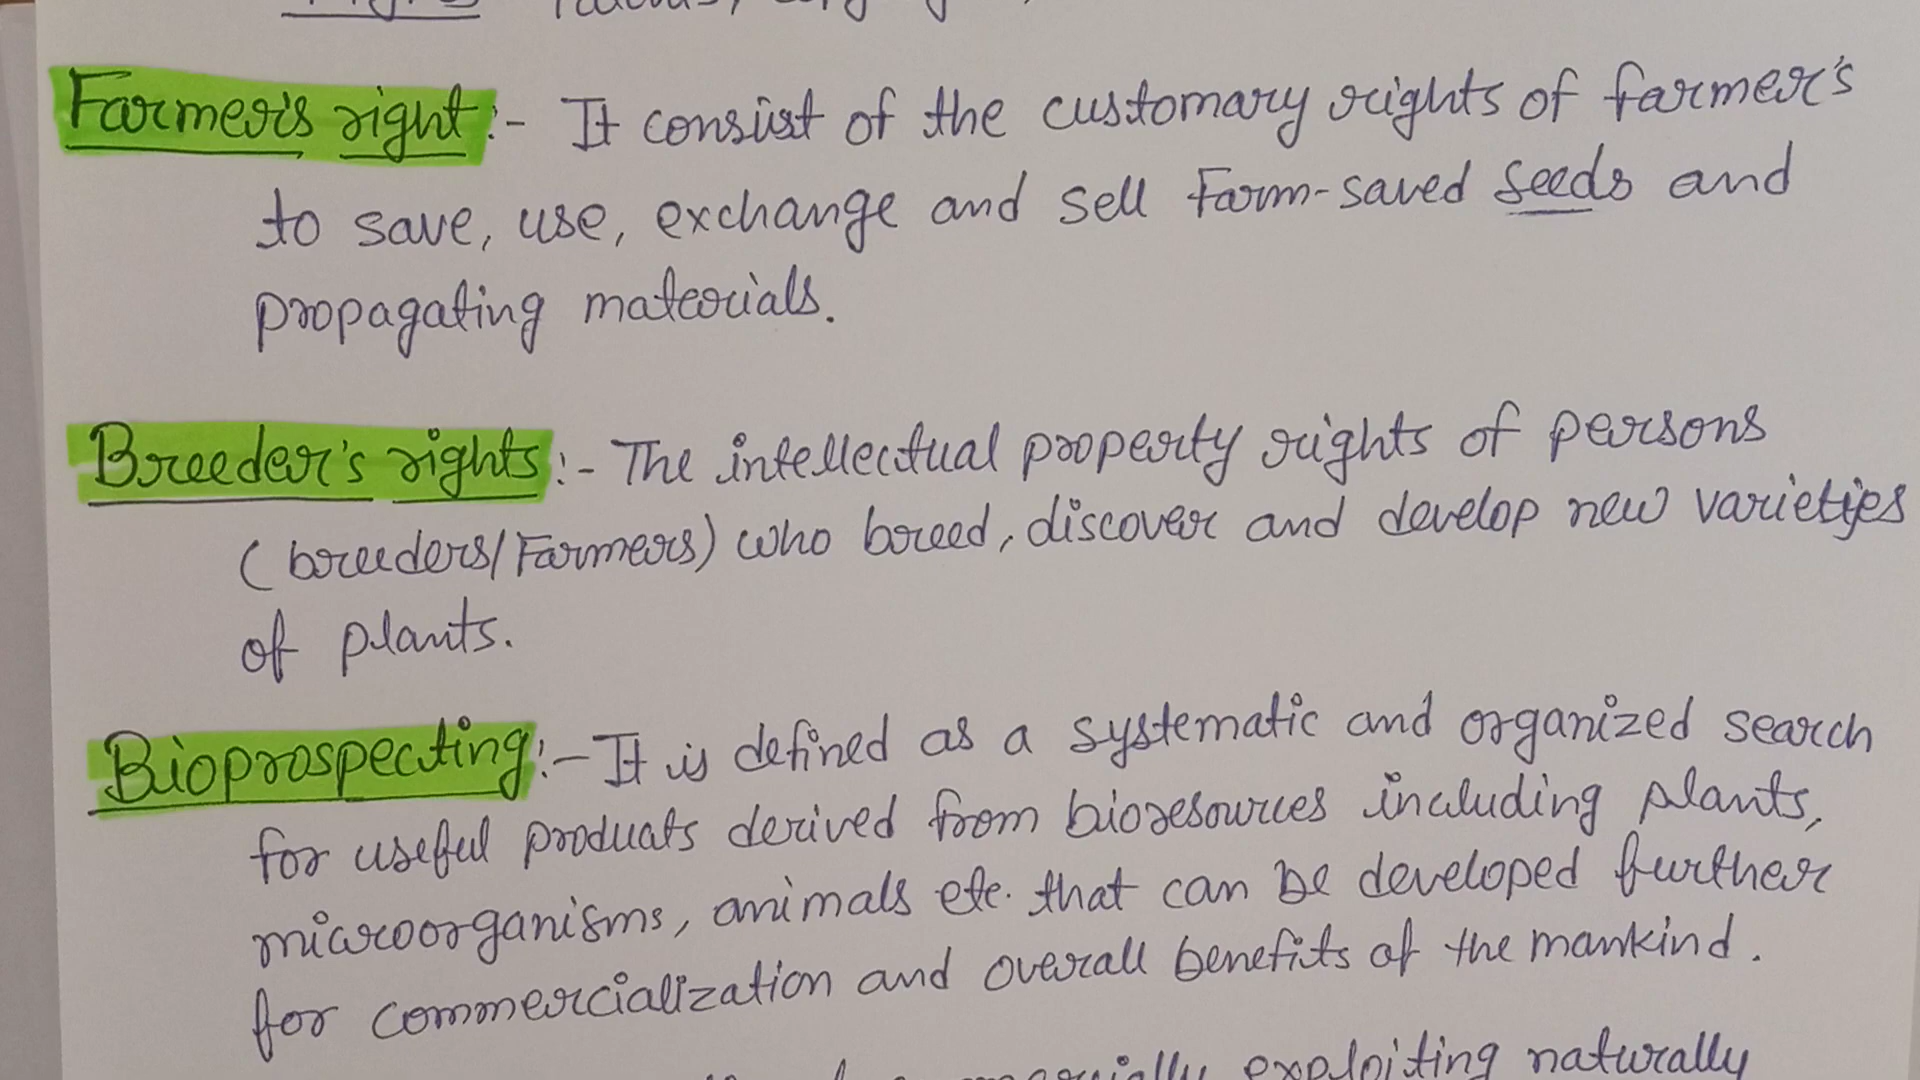 Farmer's right :- It consist of the customary rights of farmer's
to save, use, exchange and sell Farm-saved seeds and
propagating materials.
Breeder's rights :- The intellectual property rights of persons
(breeders/Farmers) who breed, discover and develop new varieties
of plants.
Bioprospecting :- It is defined as a systematic and organized search
for useful products derived from bioresources including plants,
microorganisms, animals etc. that can be developed further
for commercialization and overall benefits of the mankind.
exploiting naturally